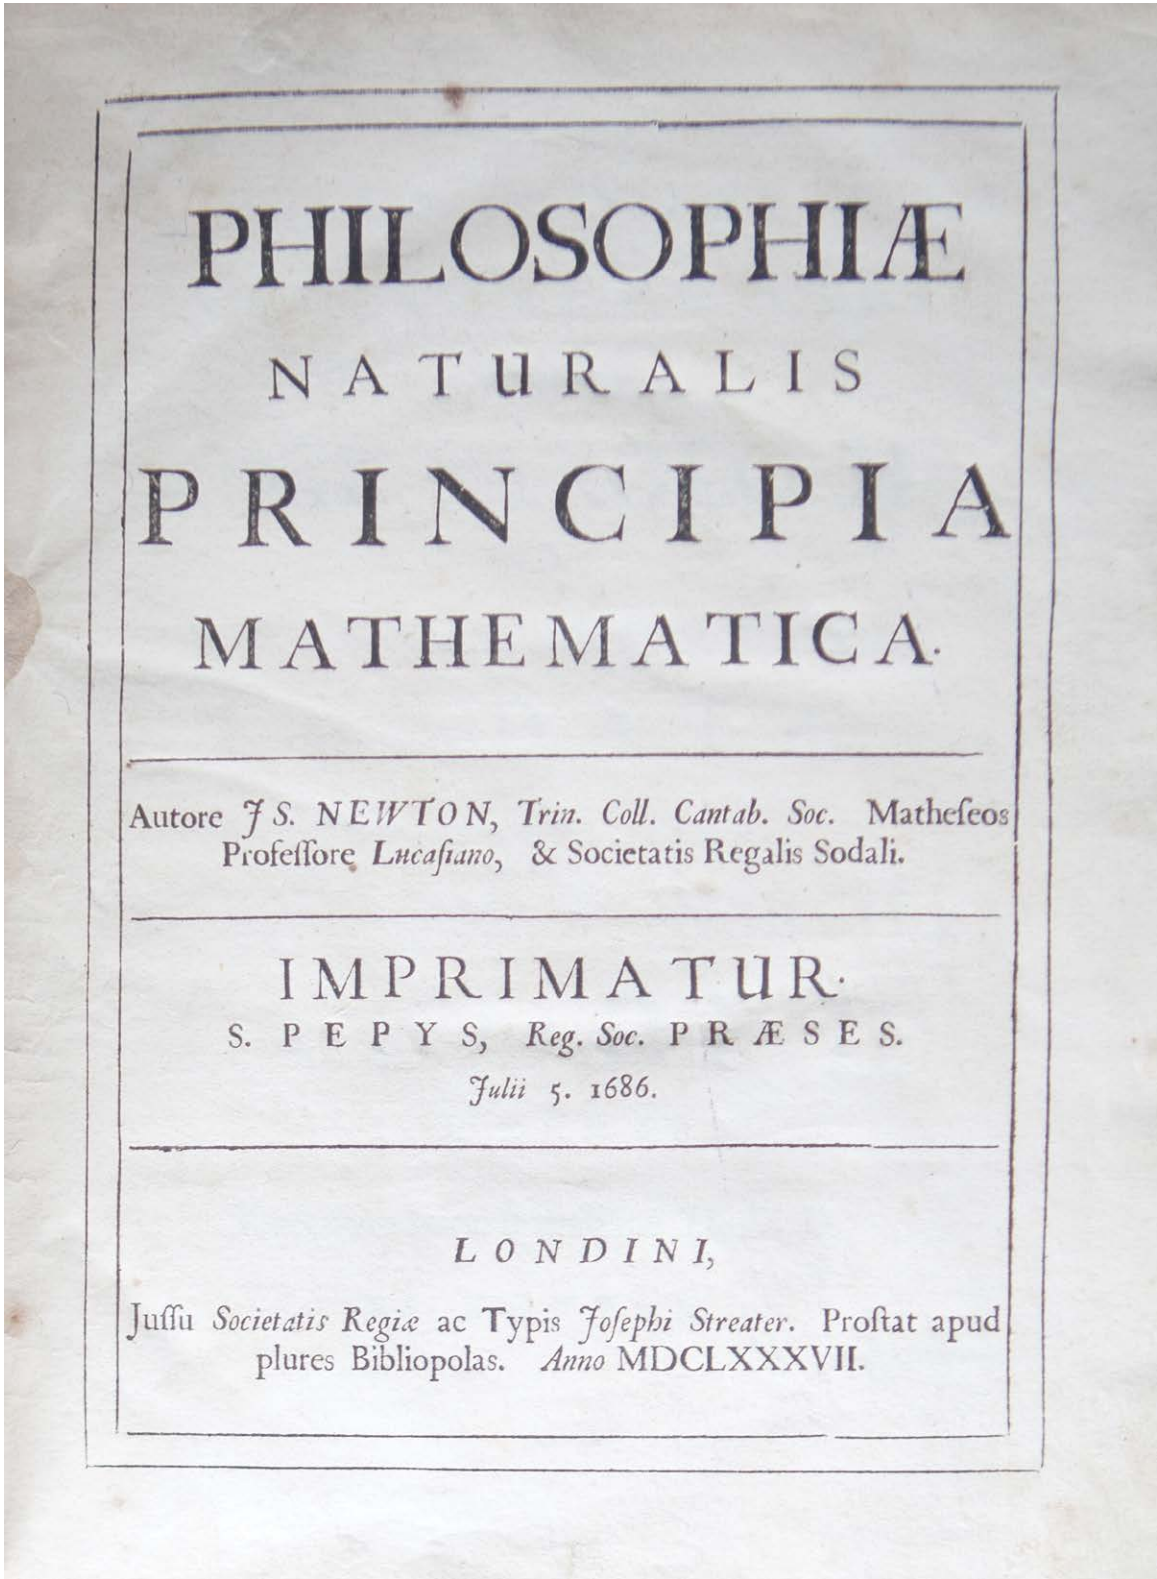 PHILOSOPHIÆ
NATURALIS
PRINCIPIA
MATHEMATICA.
Autore JS. NEWTON, Trin. Coll. Cantab. Soc. Matheſeos
Profeſſore Lucaſiano, & Societatis Regalis Sodali.
IMPRIMATUR.
S. PEPYS, Reg. Soc. PRÆSES.
Julii 5. 1686.
LONDINI,
Juſſu Societatis Regiæ ac Typis Joſephi Streater. Proſtat apud
plures Bibliopolas. Anno MDCLXXXVII.